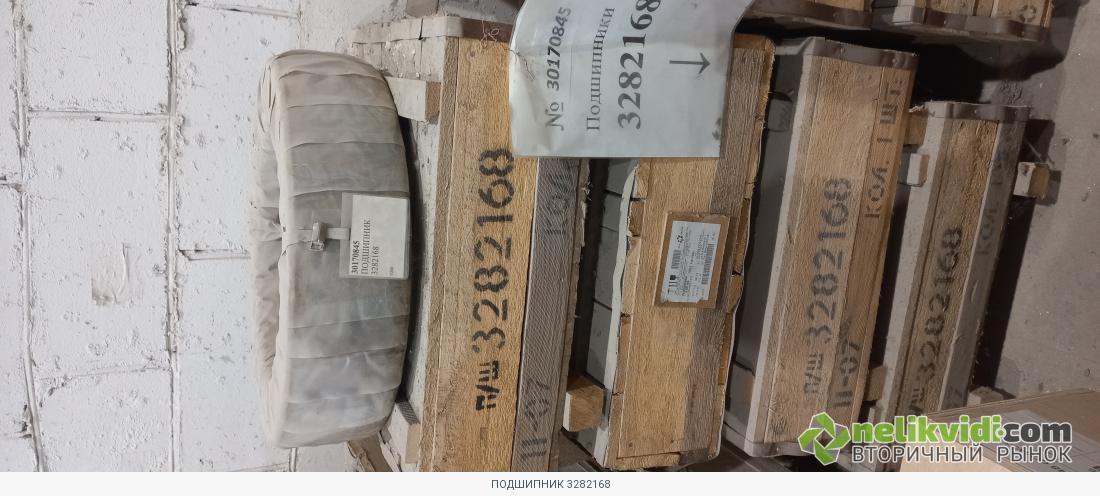 № 30170845
Подшипники
3282168
30170845
ПОДШИПНИК
3282168
П/Ш 3282168
11-07
П/Ш 3282168
11-07
КОЛ. 1 ШТ.
П/Ш 3282168
КОЛ.
nelikvidi.com
ВТОРИЧНЫЙ РЫНОК
ПОДШИПНИК 3282168